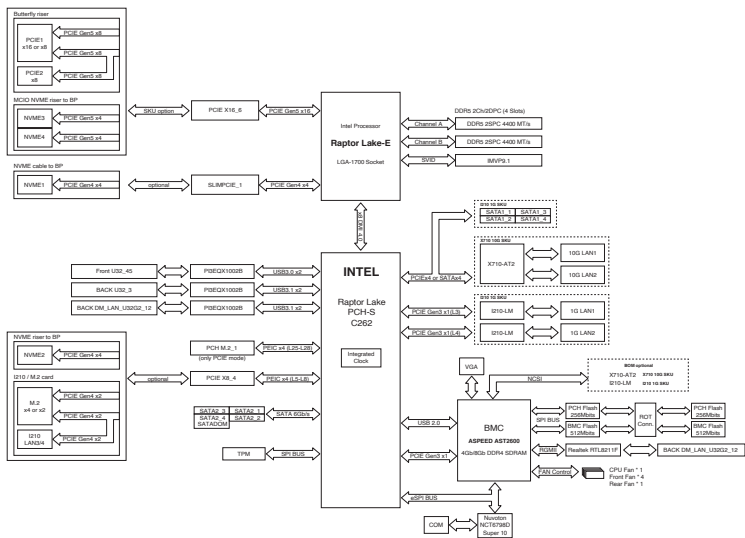 Butterfly riser
PCIE1
x16 or x8
PCIE Gen5 x8
PCIE Gen5 x8
PCIE2
x8
PCIE Gen5 x8
MCIO NVME riser to BP
NVME3
PCIE Gen5 x4
NVME4
PCIE Gen5 x4
SKU option
PCIE X16_6
PCIE Gen5 x16
NVME cable to BP
NVME1
PCIE Gen4 x4
optional
SLIMPCIE_1
PCIE Gen4 x4
Intel Processor
Raptor Lake-E
LGA-1700 Socket
DDR5 2Ch/2DPC (4 Slots)
Channel A
DDR5 2SPC 4400 MT/s
Channel B
DDR5 2SPC 4400 MT/s
SVID
IMVP9.1
x8 DMI 4.0
I210 1G SKU
SATA1_1
SATA1_3
SATA1_2
SATA1_4
X710 10G SKU
X710-AT2
10G LAN1
10G LAN2
PCIEx4 or SATAx4
I210 1G SKU
PCIE Gen3 x1(L3)
I210-LM
1G LAN1
PCIE Gen3 x1(L4)
I210-LM
1G LAN2
INTEL
Raptor Lake
PCH-S
C262
Integrated
Clock
Front U32_45
PI3EQX1002B
USB3.0 x2
BACK U32_3
PI3EQX1002B
USB3.1 x2
BACK DM_LAN_U32G2_12
PI3EQX1002B
USB3.1 x2
NVME riser to BP
NVME2
PCIE Gen4 x4
I210 / M.2 card
M.2
x4 or x2
PCIE Gen4 x2
PCIE Gen4 x2
I210
LAN3/4
PCIE Gen4 x2
PCH M.2_1
(only PCIE mode)
PEIC x4 (L25-L28)
optional
PCIE X8_4
PEIC x4 (L5-L8)
SATA2_3
SATA2_1
SATA2_4
SATA2_2
SATADOM
SATA 6Gb/s
TPM
SPI BUS
VGA
NCSI
BOM optional
X710-AT2 X710 10G SKU
I210-LM I210 1G SKU
USB 2.0
PCIE Gen3 x1
BMC
ASPEED AST2600
4Gb/8Gb DDR4 SDRAM
SPI BUS
PCH Flash
256Mbits
BMC Flash
512Mbits
ROT
Conn.
PCH Flash
256Mbits
BMC Flash
512Mbits
RGMII
Realtek RTL8211F
BACK DM_LAN_U32G2_12
FAN Control
CPU Fan * 1
Front Fan * 4
Rear Fan * 1
eSPI BUS
COM
Nuvoton
NCT6798D
Super 10